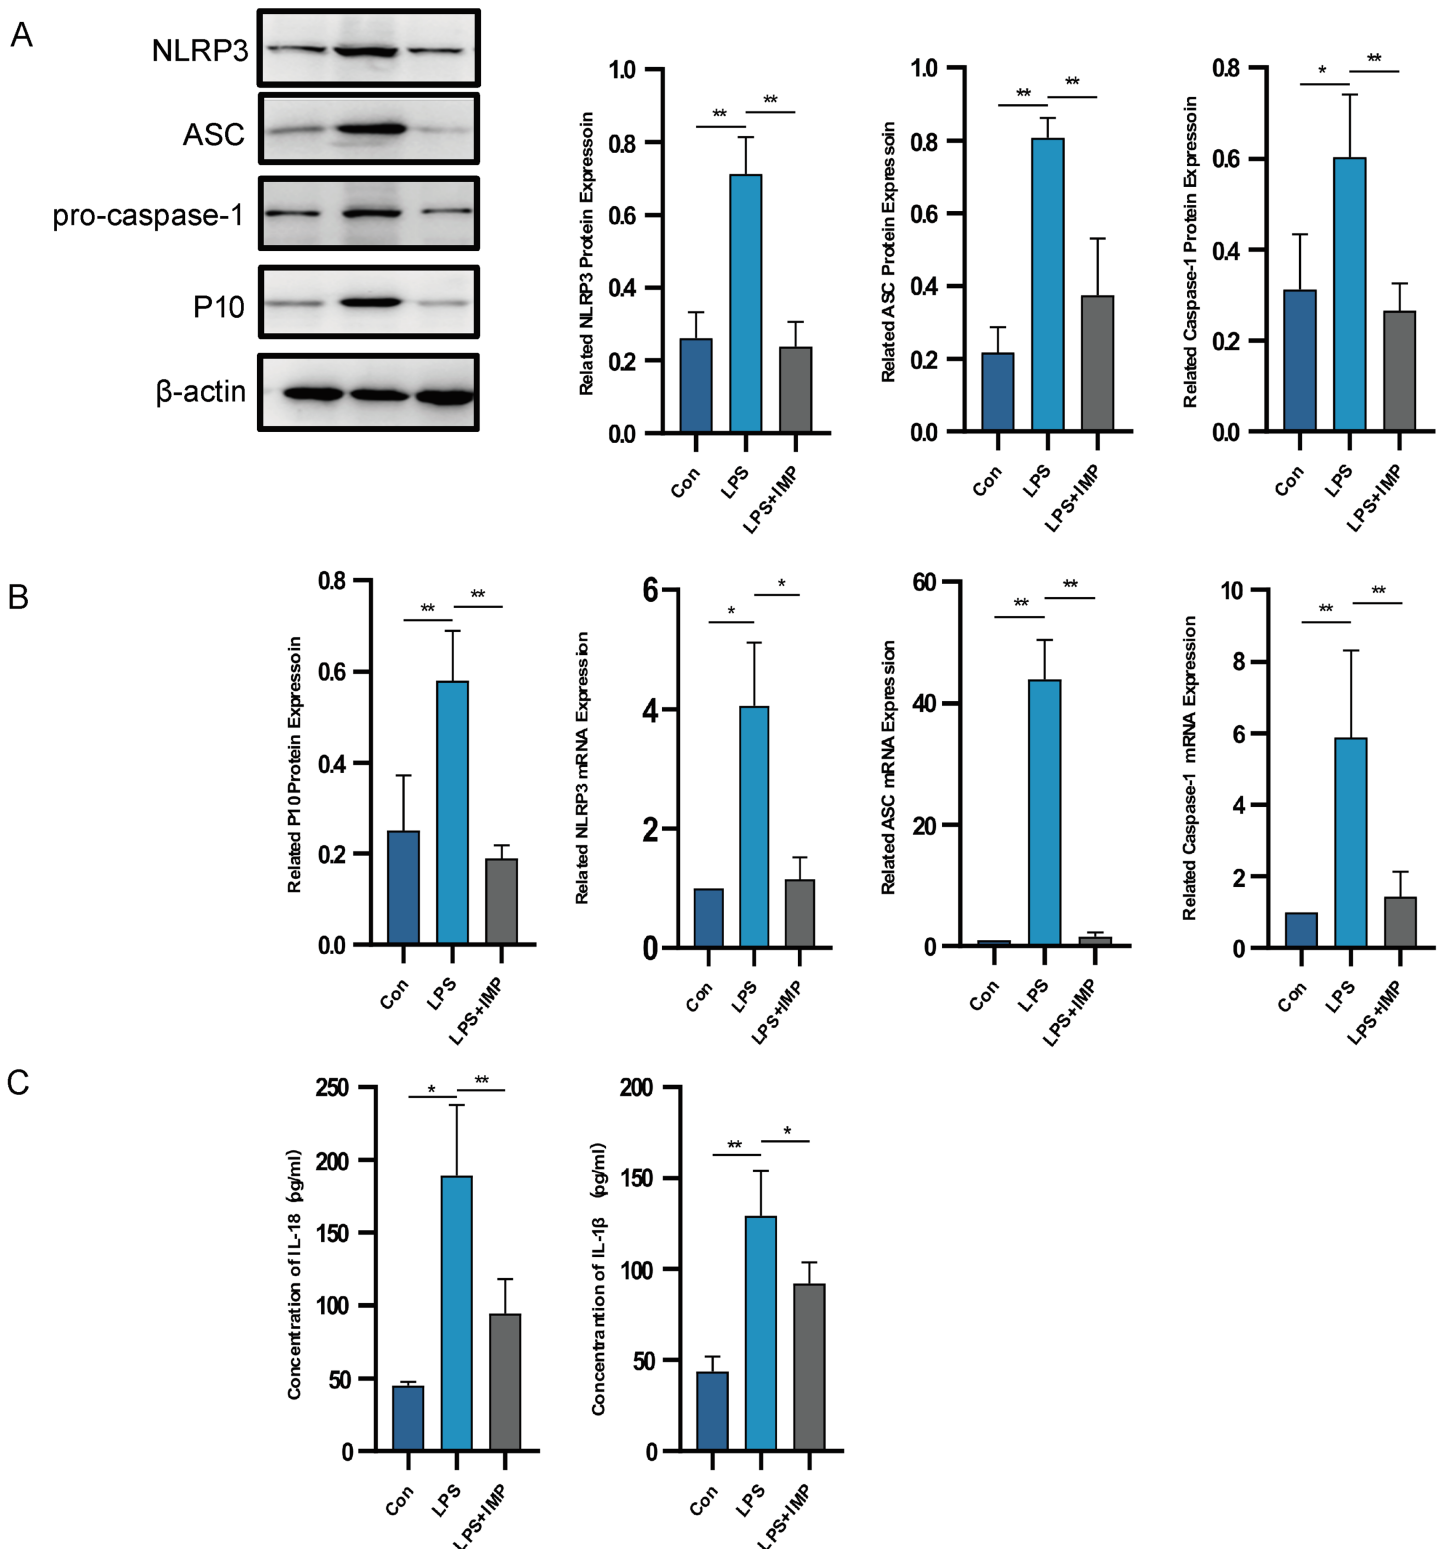 A
NLRP3
ASC
pro-caspase-1
P10
β-actin
Related NLRP3 Protein Expressoin
1.0
0.8
0.6
0.4
0.2
0.0
**
**
Con
LPS
LPS+IMP
Related ASC Protein Expressoin
1.0
0.8
0.6
0.4
0.2
0.0
**
**
Con
LPS
LPS+IMP
Related Caspase-1 Protein Expressoin
0.8
0.6
0.4
0.2
0.0
*
**
Con
LPS
LPS+IMP
B
Related P10 Protein Expressoin
0.8
0.6
0.4
0.2
0.0
**
**
Con
LPS
LPS+IMP
Related NLRP3 mRNA Expression
6
4
2
0
*
*
Con
LPS
LPS+IMP
Related ASC mRNA Expression
60
40
20
0
**
**
Con
LPS
LPS+IMP
Related Caspase-1 mRNA Expression
10
8
6
4
2
0
**
**
Con
LPS
LPS+IMP
C
Concentration of IL-18 (pg/ml)
250
200
150
100
50
0
*
**
Con
LPS
LPS+IMP
Concentrantion of IL-1β (pg/ml)
200
150
100
50
0
**
*
Con
LPS
LPS+IMP